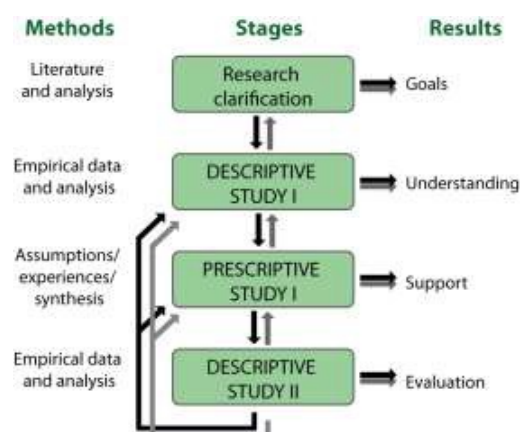 Methods
Stages
Results
Literature
and analysis
Research
clarification
Goals
Empirical data
and analysis
DESCRIPTIVE
STUDY I
Understanding
Assumptions/
experiences/
synthesis
PRESCRIPTIVE
STUDY I
Support
Empirical data
and analysis
DESCRIPTIVE
STUDY II
Evaluation